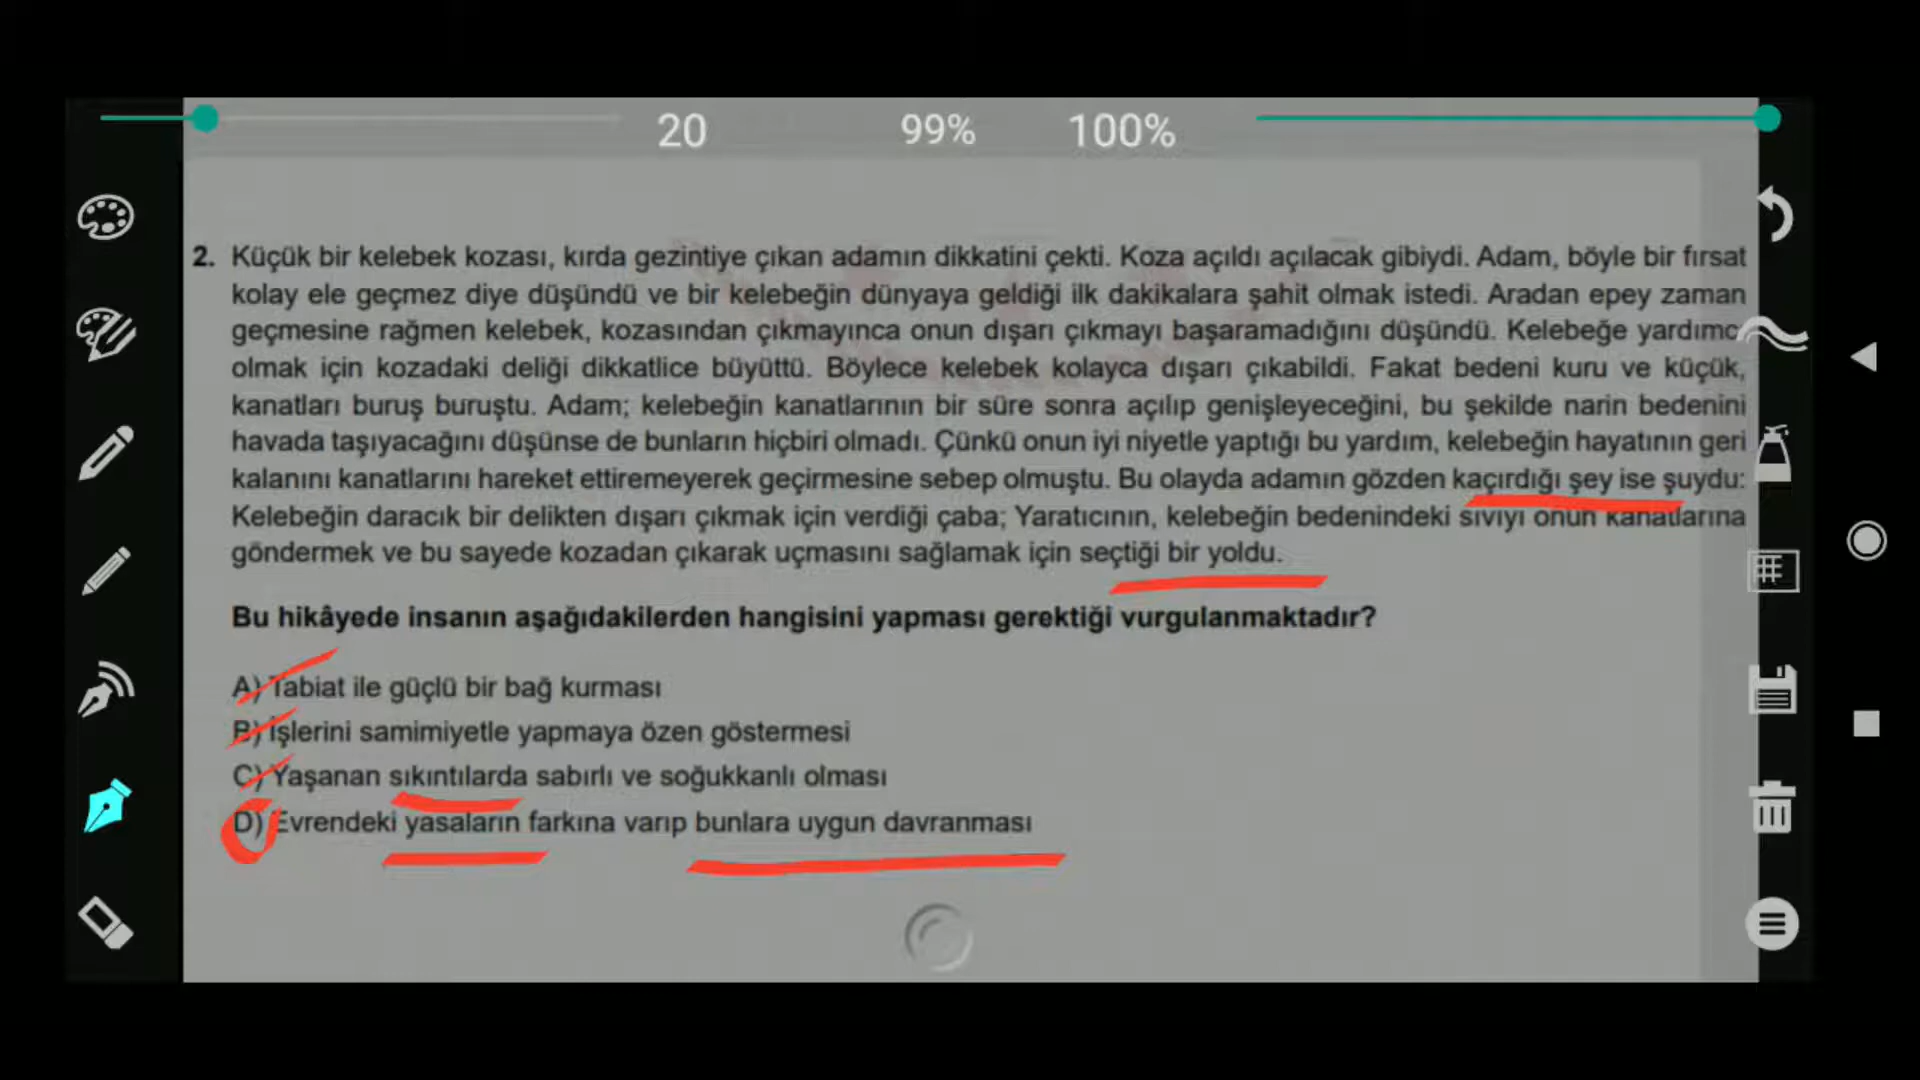 20 99% 100%
2. Küçük bir kelebek kozası, kırda gezintiye çıkan adamın dikkatini çekti. Koza açıldı açılacak gibiydi. Adam, böyle bir fırsat
kolay ele geçmez diye düşündü ve bir kelebeğin dünyaya geldiği ilk dakikalara şahit olmak istedi. Aradan epey zaman
geçmesine rağmen kelebek, kozasından çıkmayınca onun dışarı çıkmayı başaramadığını düşündü. Kelebeğe yardımc
olmak için kozadaki deliği dikkatlice büyüttü. Böylece kelebek kolayca dışarı çıkabildi. Fakat bedeni kuru ve küçük,
kanatları buruş buruştu. Adam; kelebeğin kanatlarının bir süre sonra açılıp genişleyeceğini, bu şekilde narin bedenini
havada taşıyacağını düşünse de bunların hiçbiri olmadı. Çünkü onun iyi niyetle yaptığı bu yardım, kelebeğin hayatının geri
kalanını kanatlarını hareket ettiremeyerek geçirmesine sebep olmuştu. Bu olayda adamın gözden kaçırdığı şey ise şuydu:
Kelebeğin daracık bir delikten dışarı çıkmak için verdiği çaba; Yaratıcının, kelebeğin bedenindeki sıvıyı onun kanatlarına
göndermek ve bu sayede kozadan çıkarak uçmasını sağlamak için seçtiği bir yoldu.
Bu hikâyede insanın aşağıdakilerden hangisini yapması gerektiği vurgulanmaktadır?
A) Tabiat ile güçlü bir bağ kurması
B) İşlerini samimiyetle yapmaya özen göstermesi
C) Yaşanan sıkıntılarda sabırlı ve soğukkanlı olması
D) Evrendeki yasaların farkına varıp bunlara uygun davranması